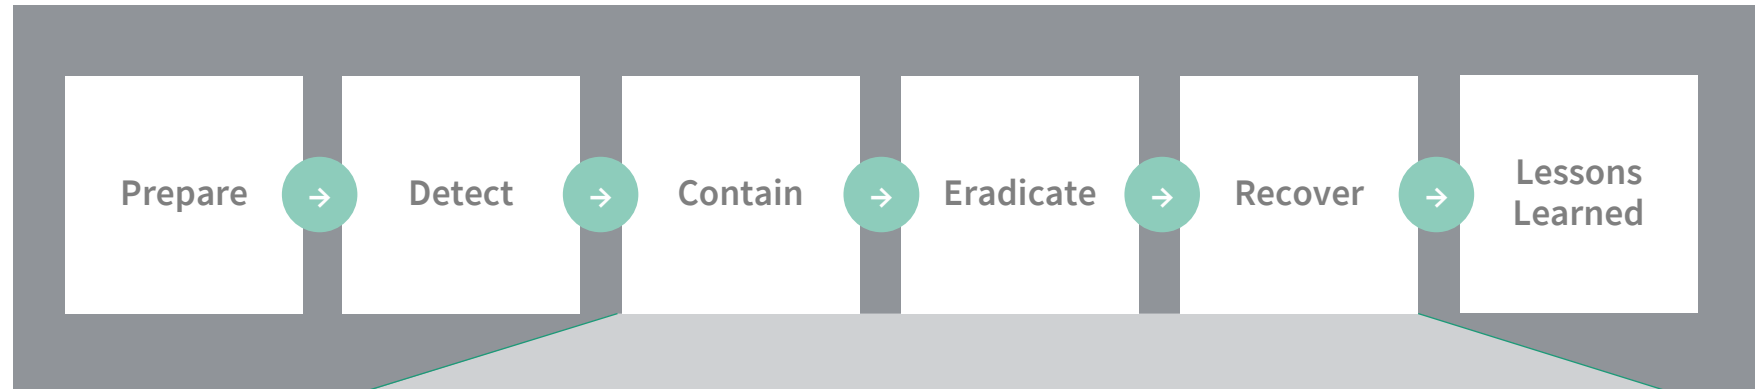 Prepare
Detect
Contain
Eradicate
Recover
Lessons
Learned